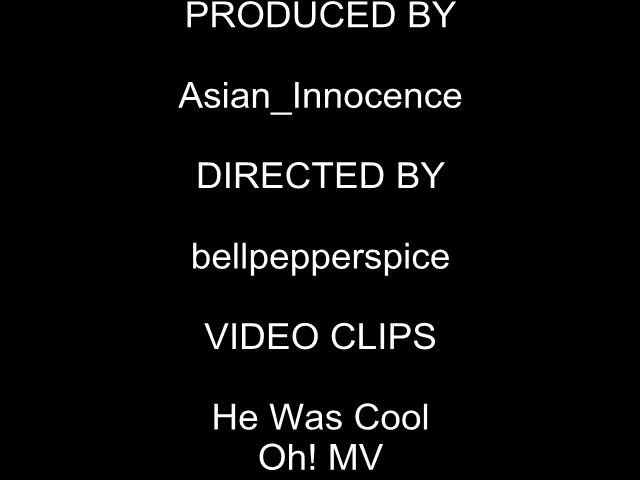 PRODUCED BY
Asian_Innocence
DIRECTED BY
bellpepperspice
VIDEO CLIPS
He Was Cool
Oh! MV